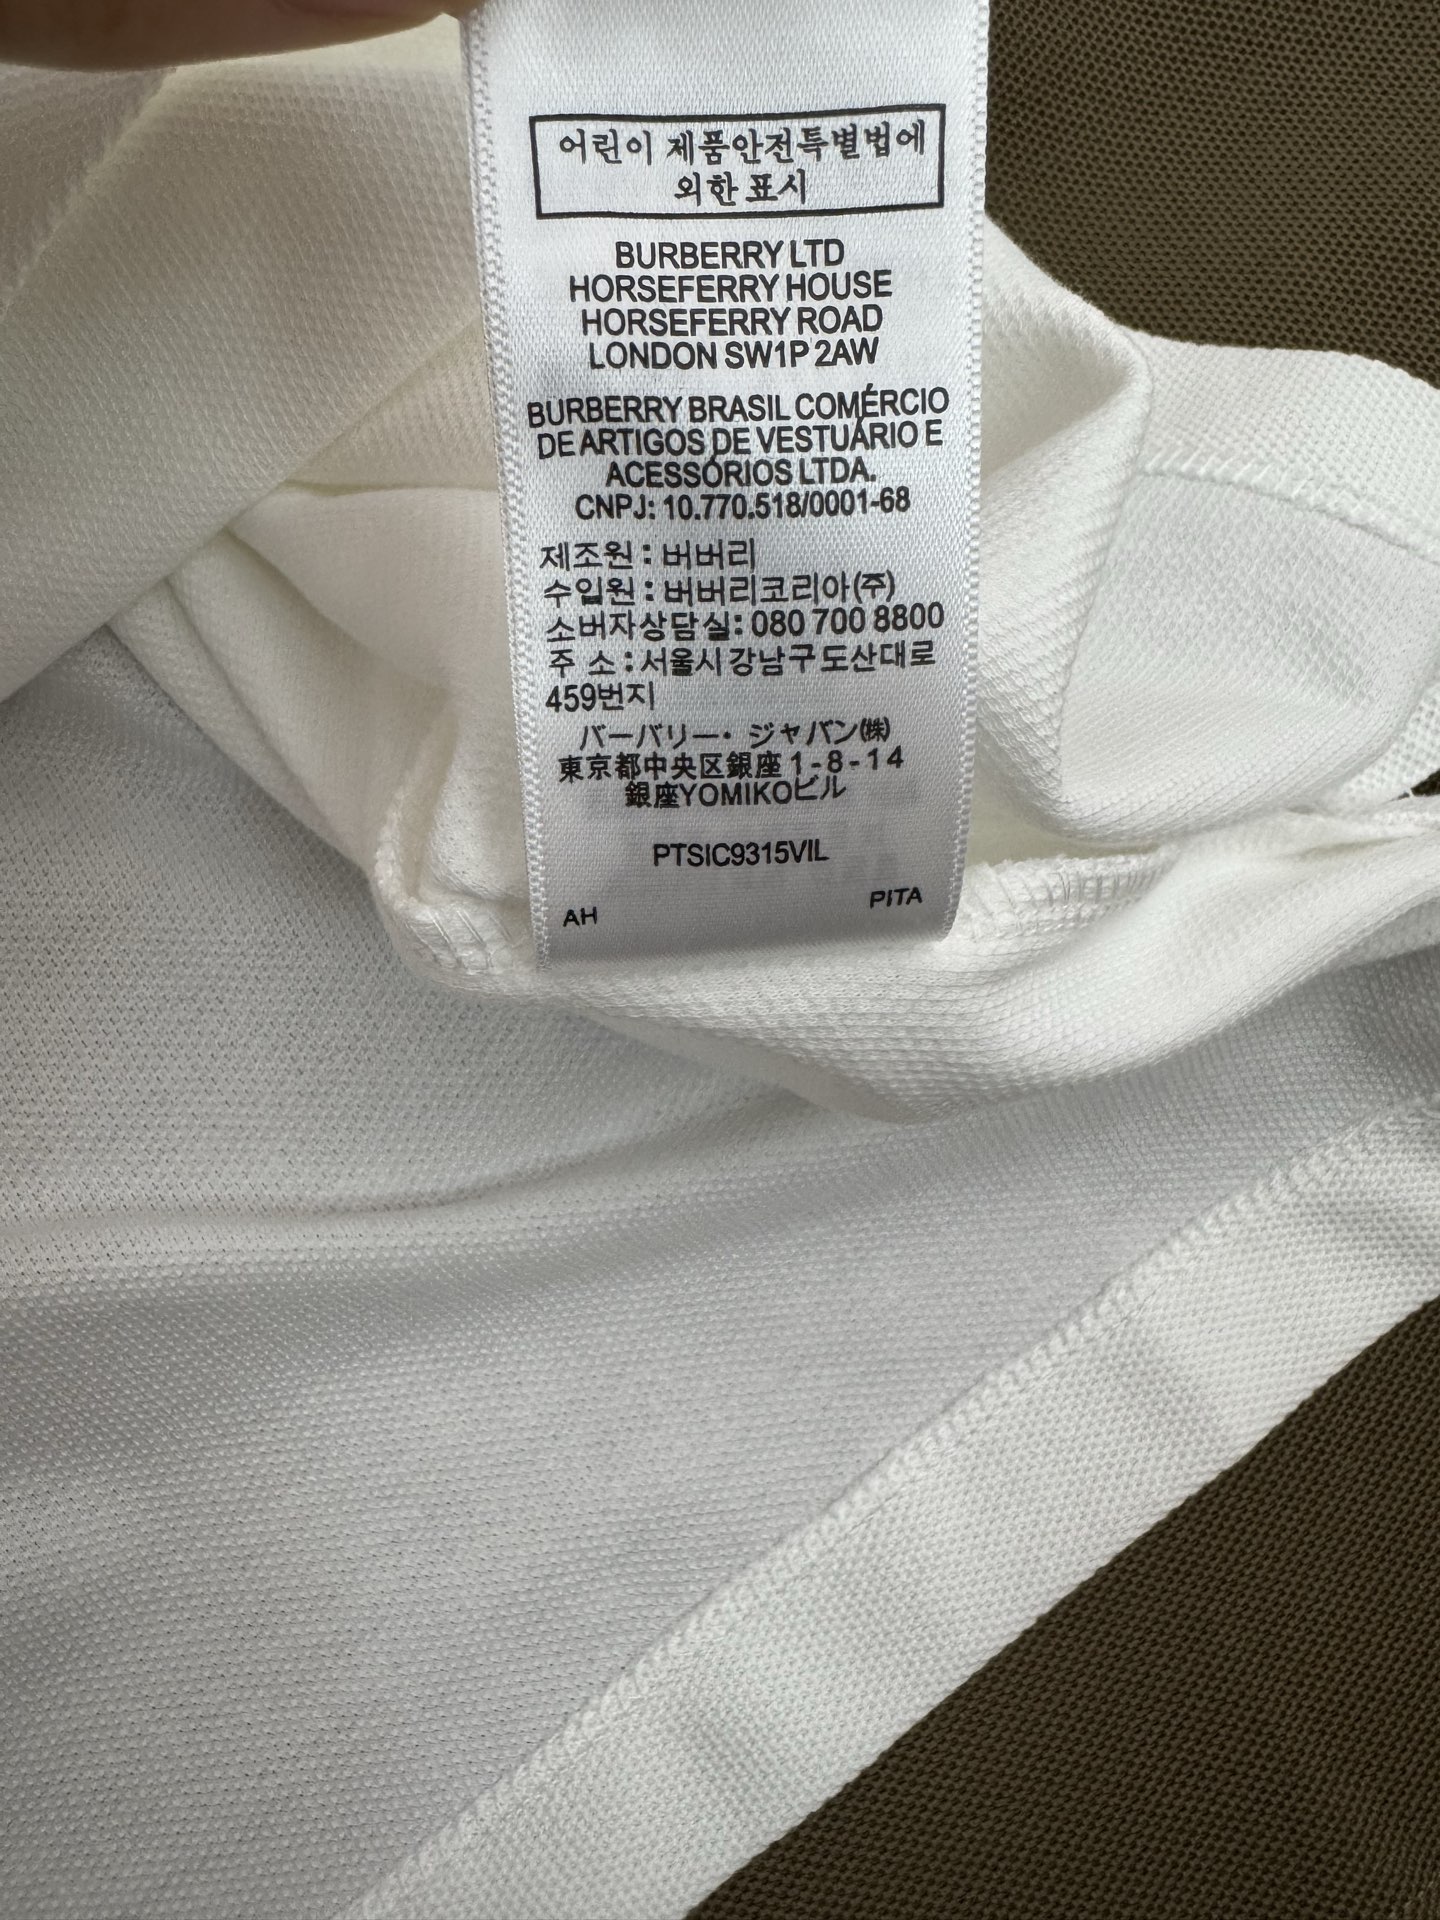 어린이 제품안전특별법에
외한 표시
BURBERRY LTD
HORSEFERRY HOUSE
HORSEFERRY ROAD
LONDON SW1P 2AW
BURBERRY BRASIL COMÉRCIO
DE ARTIGOS DE VESTUÁRIO E
ACESSÓRIOS LTDA.
CNPJ: 10.770.518/0001-68
제조원 : 버버리
수입원 : 버버리코리아(주)
소버자상담실: 080 700 8800
주 소 : 서울시 강남구 도산대로
459번지
バーバリー・ジャパン㈱
東京都中央区銀座 1-8-14
銀座YOMIKOビル
PTSIC9315VIL
AH
PITA